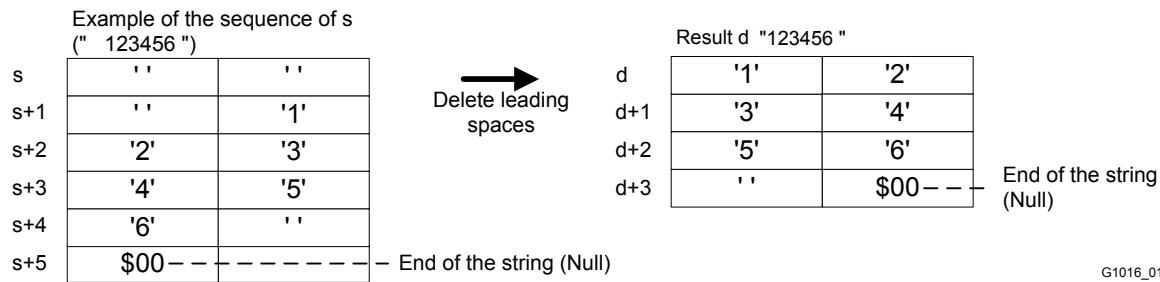 Example of the sequence of s
("   123456 ")
s ' ' ' '
s+1 ' ' '1'
s+2 '2' '3'
s+3 '4' '5'
s+4 '6' ' '
s+5 $00 End of the string (Null)
Delete leading
spaces
Result d "123456 "
d '1' '2'
d+1 '3' '4'
d+2 '5' '6'
d+3 ' ' $00 End of the string
(Null)
G1016_01